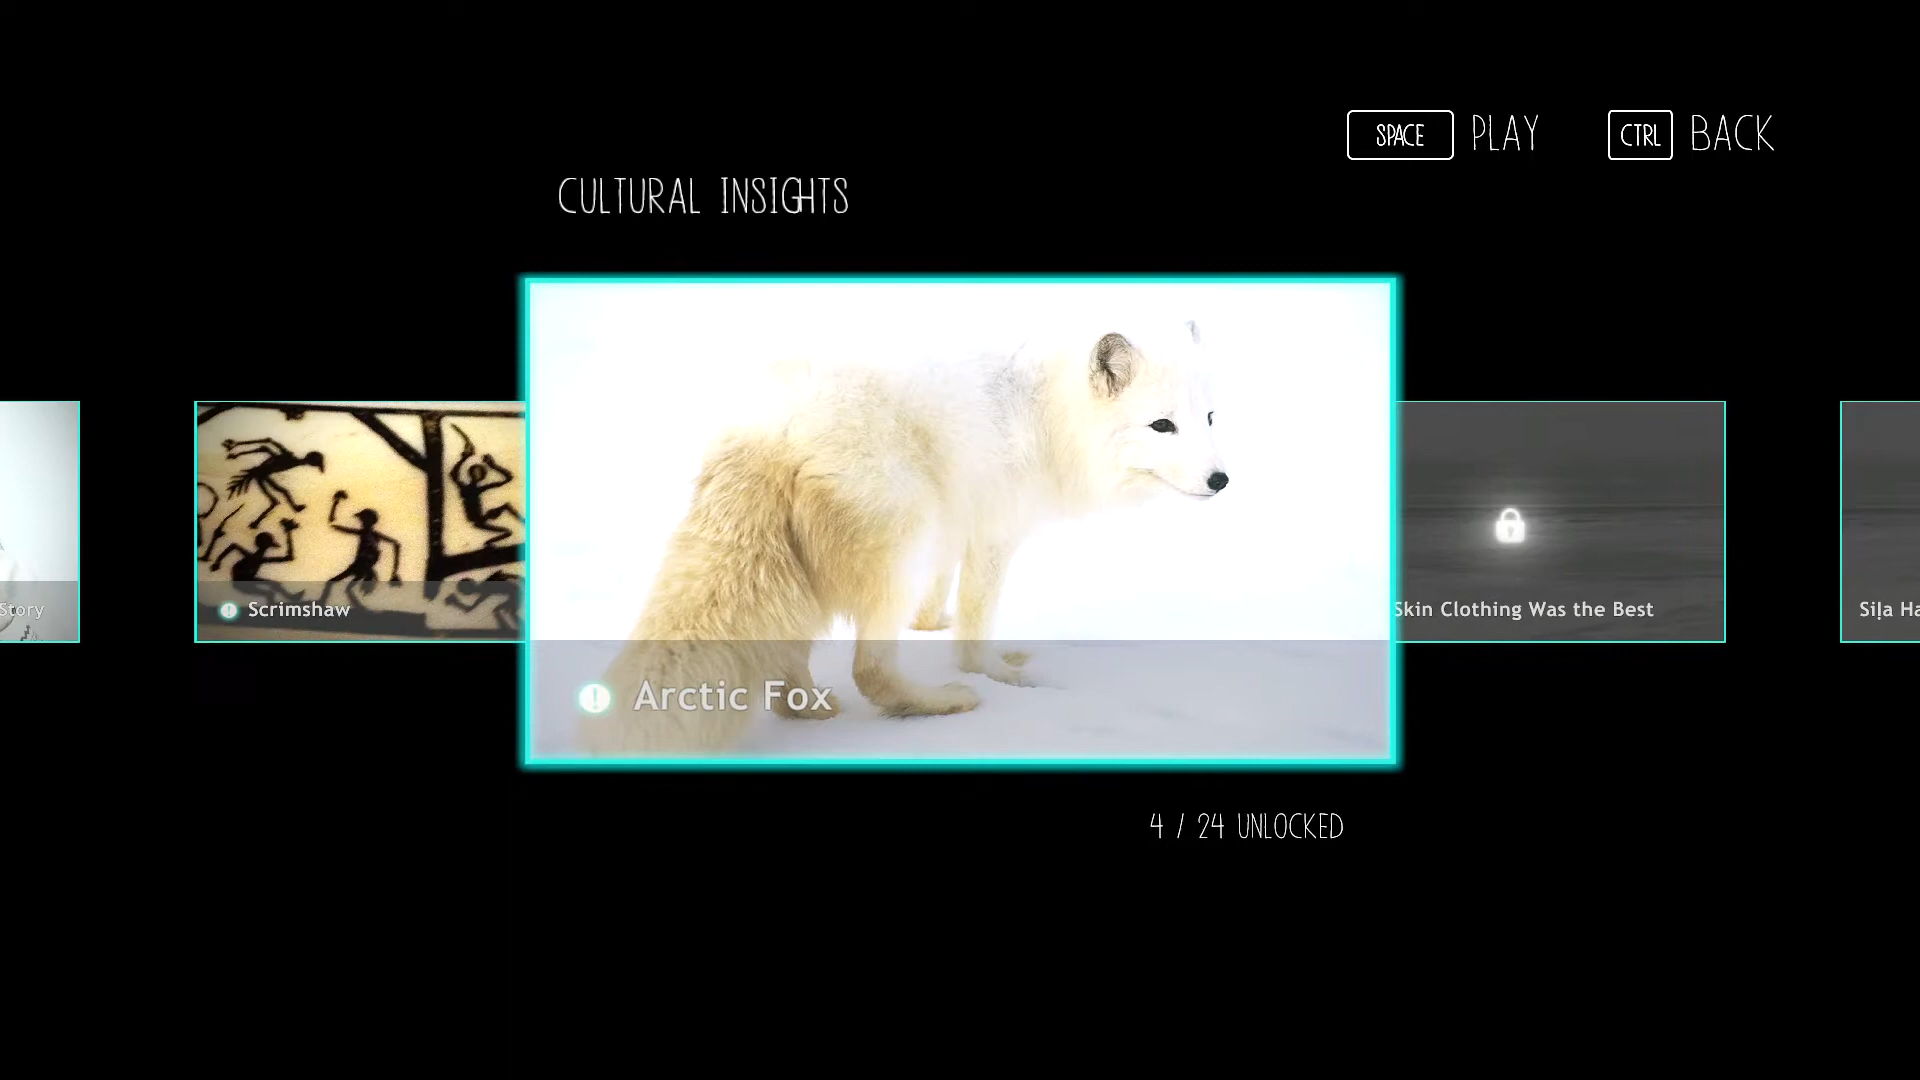 SPACE PLAY CTRL BACK
CULTURAL INSIGHTS
Story
Scrimshaw
Arctic Fox
Skin Clothing Was the Best
Siḷa Ha
4 / 24 UNLOCKED